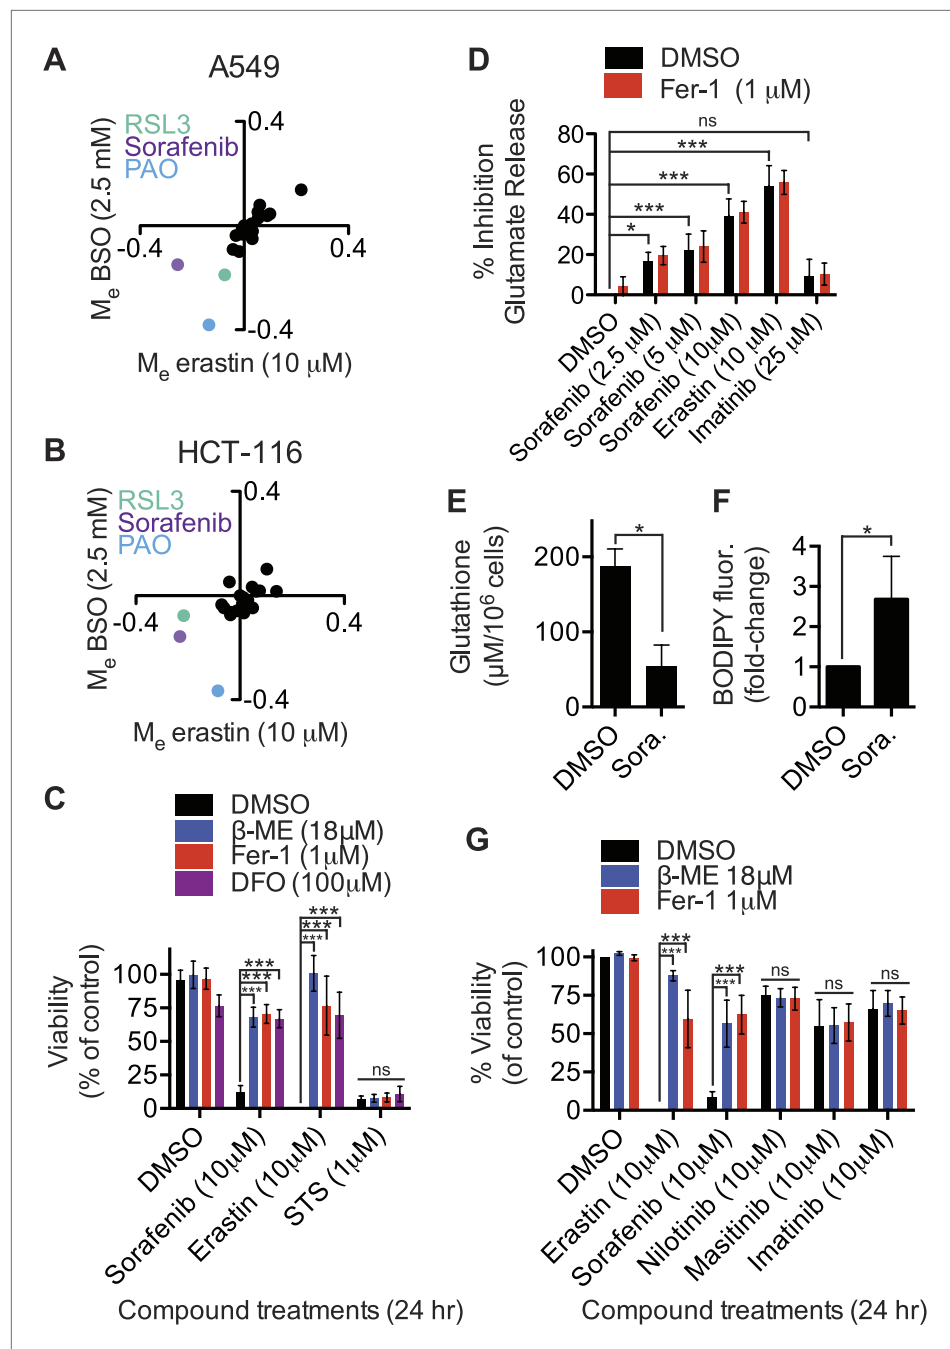 A
A549
RSL3
Sorafenib
PAO
0.4
-0.4
0.4
-0.4
Me BSO (2.5 mM)
Me erastin (10 μM)
B
HCT-116
RSL3
Sorafenib
PAO
0.4
-0.4
0.4
-0.4
Me BSO (2.5 mM)
Me erastin (10 μM)
C
DMSO
β-ME (18μM)
Fer-1 (1μM)
DFO (100μM)
Viability
(% of control)
100
75
50
25
0
***
***
***
***
***
***
ns
DMSO
Sorafenib (10μM)
Erastin (10μM)
STS (1μM)
Compound treatments (24 hr)
D
DMSO
Fer-1 (1 μM)
% Inhibition
Glutamate Release
80
60
40
20
0
ns
***
***
***
*
DMSO
Sorafenib (2.5 μM)
Sorafenib (5 μM)
Sorafenib (10μM)
Erastin (10 μM)
Imatinib (25 μM)
E
Glutathione
(μM/10⁶ cells)
200
100
0
*
DMSO
Sora.
F
BODIPY fluor.
(fold-change)
4
3
2
1
0
*
DMSO
Sora.
G
DMSO
β-ME 18μM
Fer-1 1μM
% Viability
(of control)
100
75
50
25
0
***
***
***
***
ns
ns
ns
DMSO
Erastin (10μM)
Sorafenib (10μM)
Nilotinib (10μM)
Masitinib (10μM)
Imatinib (10μM)
Compound treatments (24 hr)